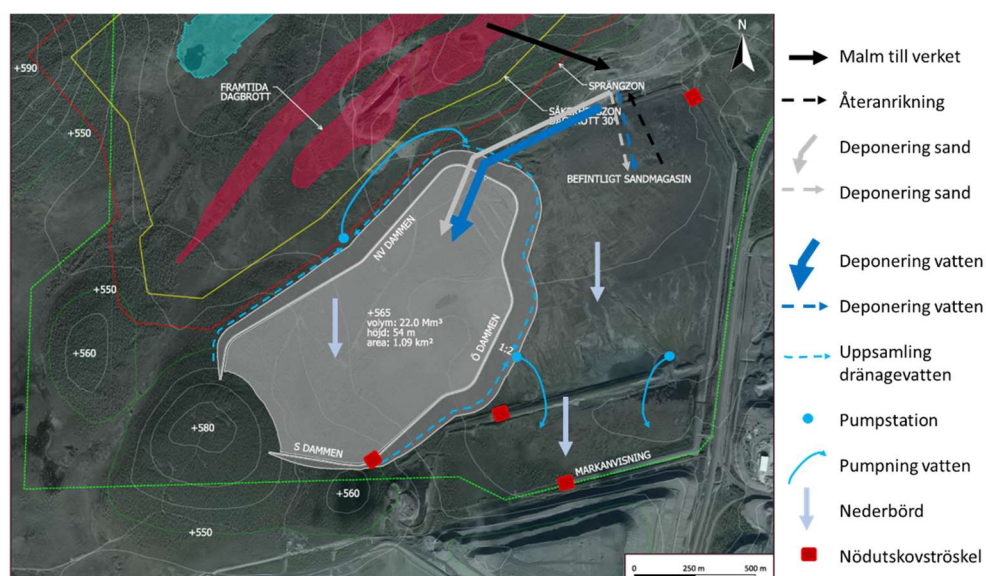 N
Malm till verket
+590
FRAMTIDA
DAGBROTT
SPRÄNGZON
Återanrikning
+550
Deponering sand
BEFINTLIGT SANDMAGASIN
Deponering sand
NV DAMMEN
Deponering vatten
+550
Deponering vatten
+565
volym: 22.0 Mm³
höjd: 54 m
area: 1.09 km²
Ö DAMMEN
1:2
+560
Uppsamling
dränagevatten
Pumpstation
+580
S DAMMEN
MARKANVISNING
Pumpning vatten
+560
Nederbörd
+550
Nödutskovströskel
0 250 m 500 m